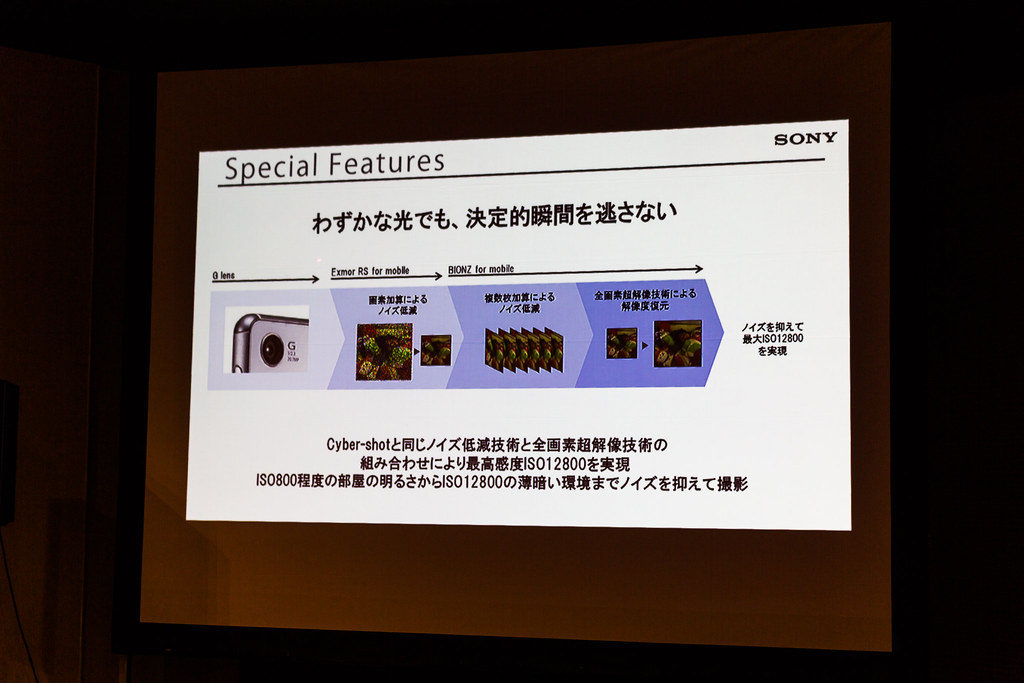 SONY
Special Features
わずかな光でも、決定的瞬間を逃さない
G lens
Exmor RS for mobile
BIONZ for mobile
画素加算による
ノイズ低減
複数枚加算による
ノイズ低減
全画素超解像技術による
解像度復元
G
ノイズを抑えて
最大ISO12800
を実現
Cyber-shotと同じノイズ低減技術と全画素超解像技術の
組み合わせにより最高感度ISO12800を実現
ISO800程度の部屋の明るさからISO12800の薄暗い環境までノイズを抑えて撮影